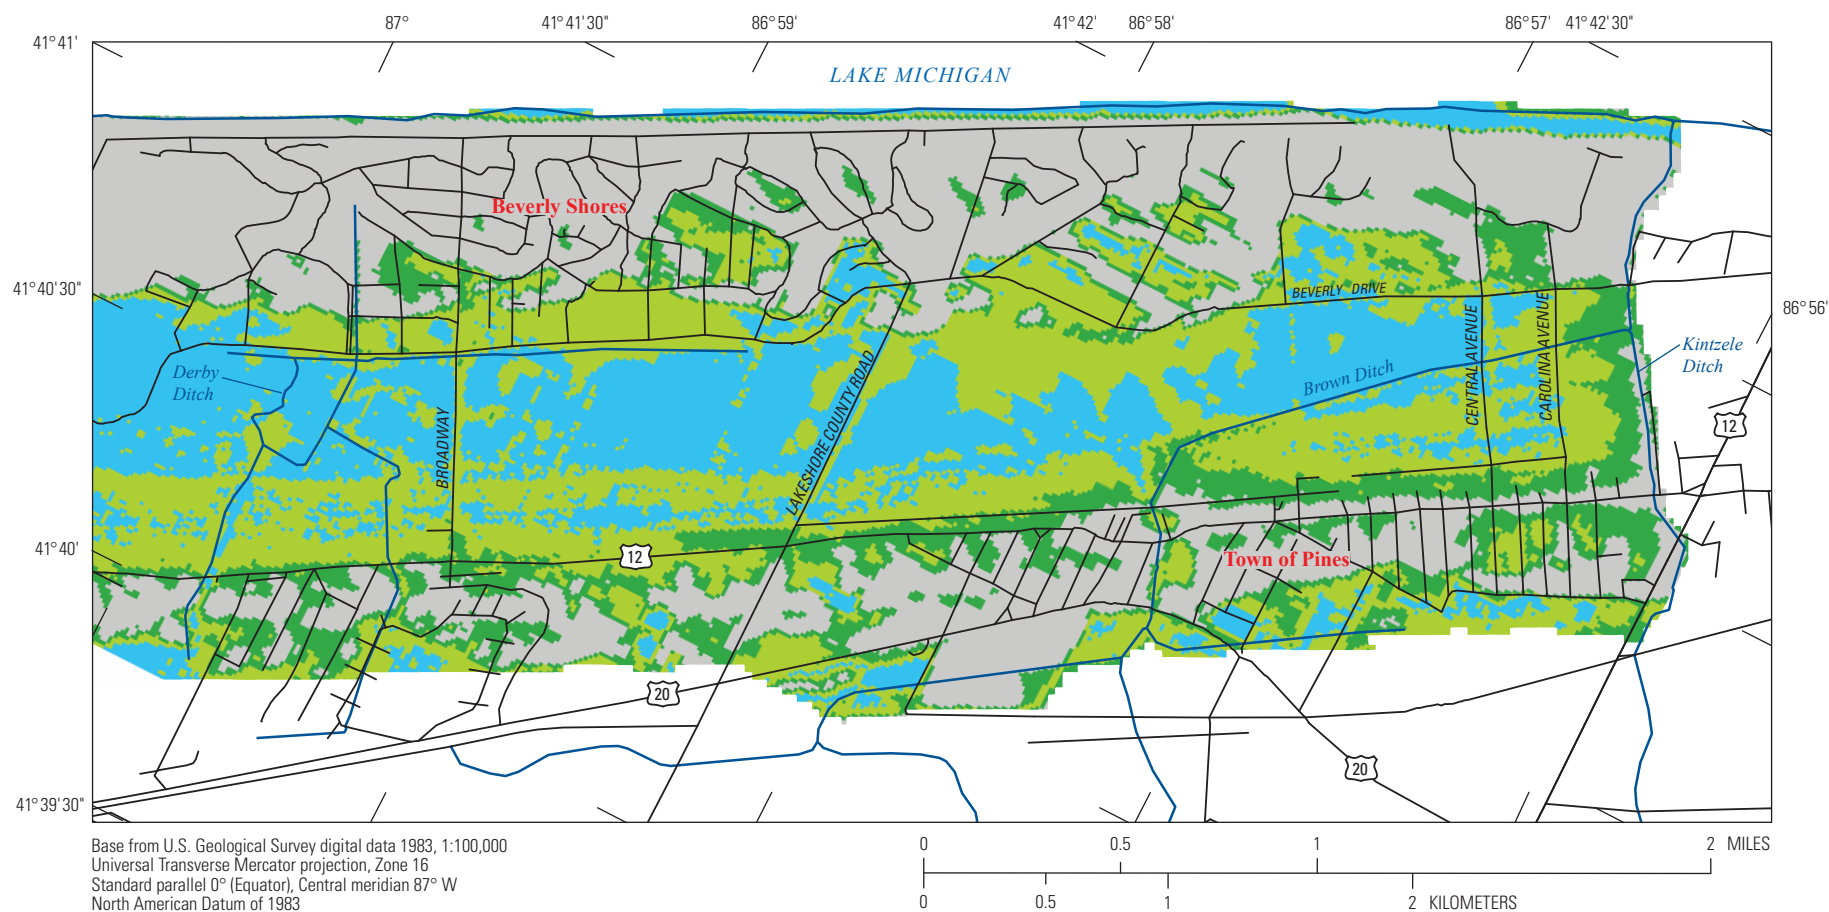 87°
41°41'30"
86°59'
41°42'
86°58'
86°57'
41°42'30"
41°41'
LAKE MICHIGAN
Beverly Shores
41°40'30"
BEVERLY DRIVE
86°56'
CENTRAL AVENUE
CAROLINA AVENUE
Kintzele
Ditch
Derby
Ditch
Brown Ditch
LAKESHORE COUNTY ROAD
BROADWAY
12
41°40'
12
Town of Pines
20
20
41°39'30"
Base from U.S. Geological Survey digital data 1983, 1:100,000
Universal Transverse Mercator projection, Zone 16
Standard parallel 0° (Equator), Central meridian 87° W
North American Datum of 1983
0 0.5 1 2 MILES
0 0.5 1 2 KILOMETERS